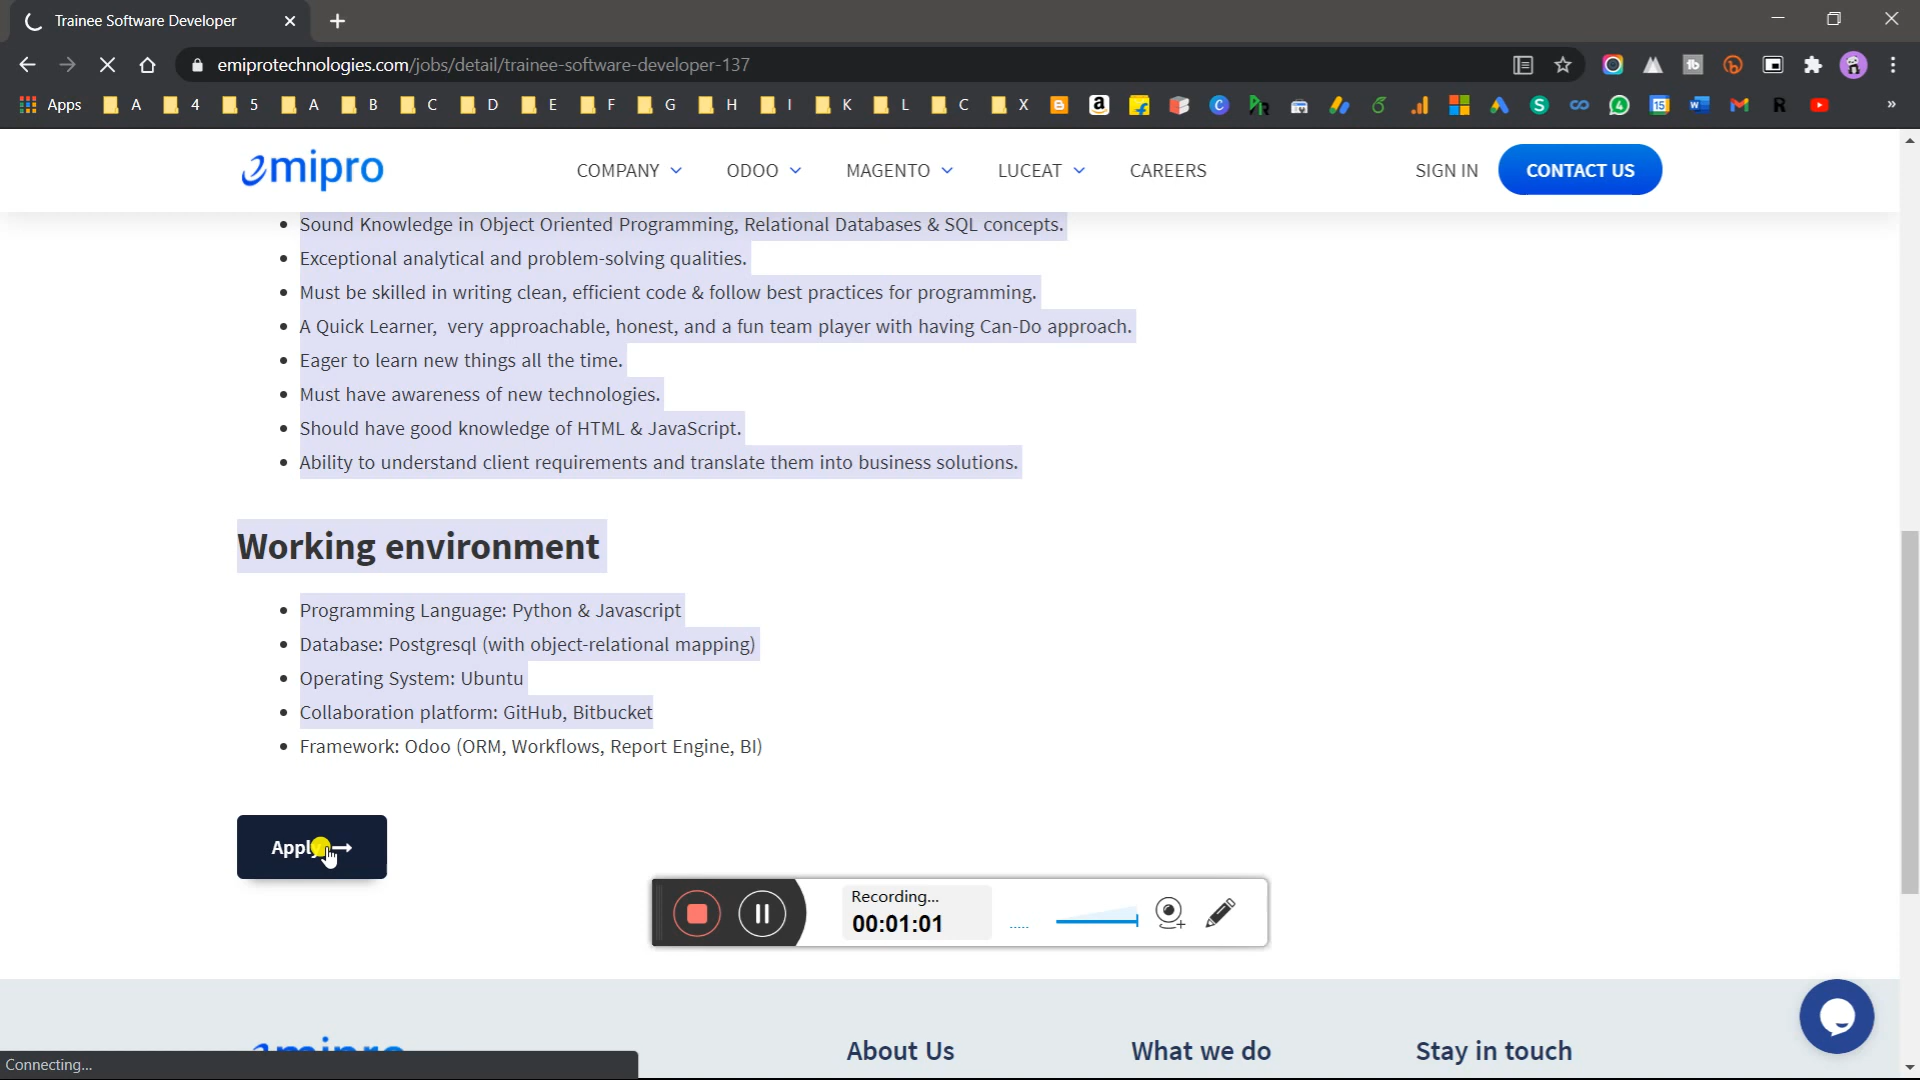 Trainee Software Developer
emiprotechnologies.com/jobs/detail/trainee-software-developer-137
Apps A 4 5 A B C D E F G H I K L C X
emipro
COMPANY ODOO MAGENTO LUCEAT CAREERS SIGN IN CONTACT US
Sound Knowledge in Object Oriented Programming, Relational Databases & SQL concepts.
Exceptional analytical and problem-solving qualities.
Must be skilled in writing clean, efficient code & follow best practices for programming.
A Quick Learner, very approachable, honest, and a fun team player with having Can-Do approach.
Eager to learn new things all the time.
Must have awareness of new technologies.
Should have good knowledge of HTML & JavaScript.
Ability to understand client requirements and translate them into business solutions.
Working environment
Programming Language: Python & Javascript
Database: Postgresql (with object-relational mapping)
Operating System: Ubuntu
Collaboration platform: GitHub, Bitbucket
Framework: Odoo (ORM, Workflows, Report Engine, BI)
Apply
Recording...
00:01:01
emipro
About Us What we do Stay in touch
Connecting...